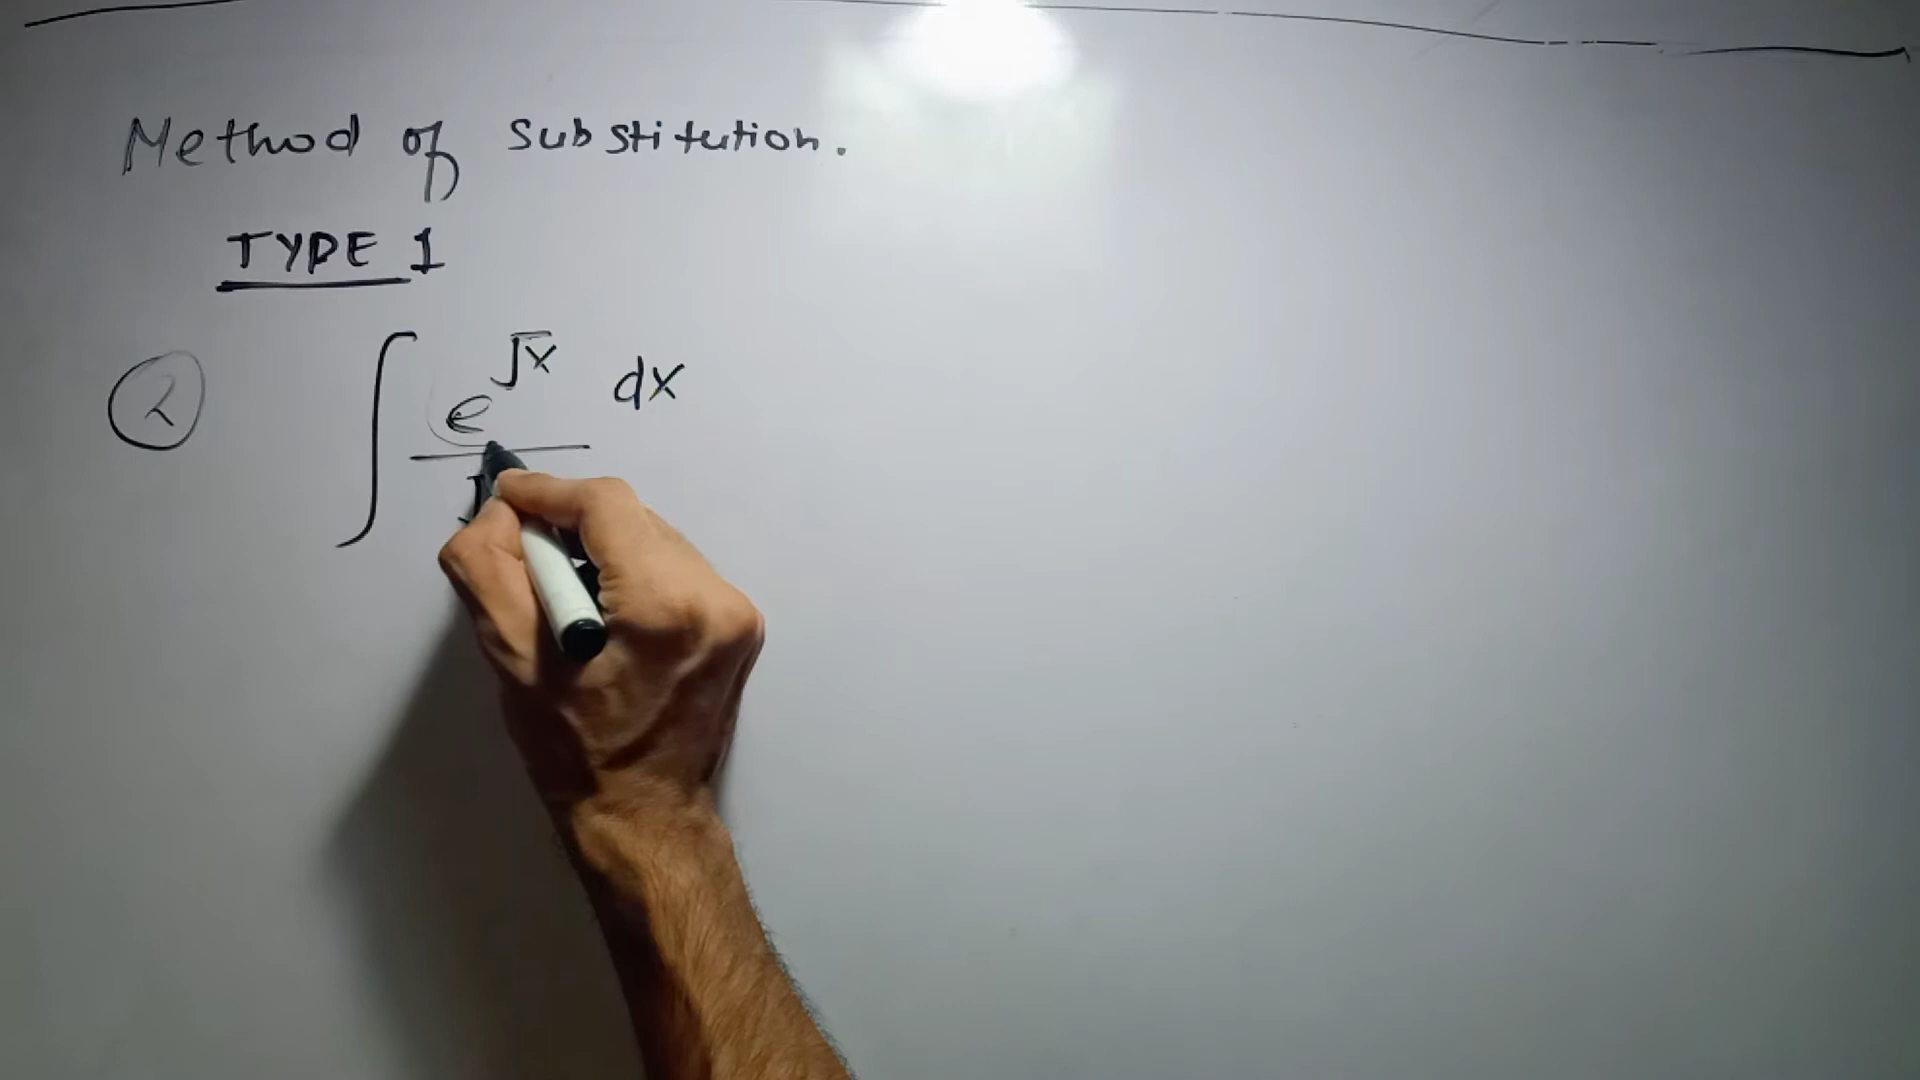 Method of Substitution.
TYPE 1
2 ∫ e^√x / √ dx